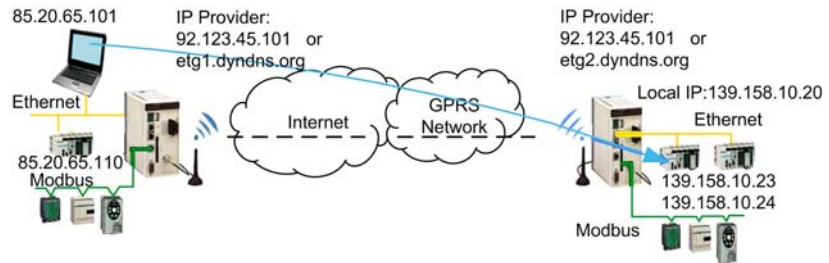 85.20.65.101
IP Provider:
92.123.45.101 or
etg1.dyndns.org
IP Provider:
92.123.45.101 or
etg2.dyndns.org
Local IP:139.158.10.20
Ethernet
Internet
GPRS
Network
Ethernet
85.20.65.110
Modbus
139.158.10.23
139.158.10.24
Modbus